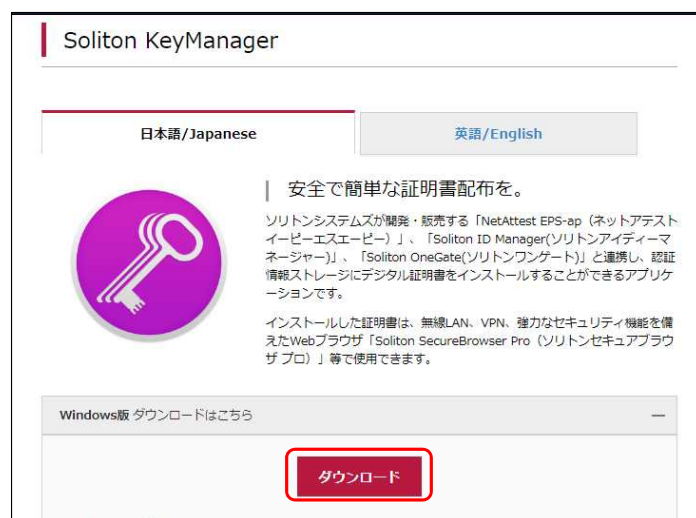 Soliton KeyManager
日本語/Japanese
英語/English
安全で簡単な証明書配布を。
ソリトンシステムズが開発・販売する「NetAttest EPS-ap（ネットアテスト
イーピーエスエーピー）」、「Soliton ID Manager(ソリトンアイディーマ
ネージャー)」、「Soliton OneGate(ソリトンワンゲート)」と連携し、認証
情報ストレージにデジタル証明書をインストールすることができるアプリケ
ーションです。
インストールした証明書は、無線LAN、VPN、強力なセキュリティ機能を備
えたWebブラウザ「Soliton SecureBrowser Pro（ソリトンセキュアブラウ
ザ プロ）」等で使用できます。
Windows版 ダウンロードはこちら
ダウンロード